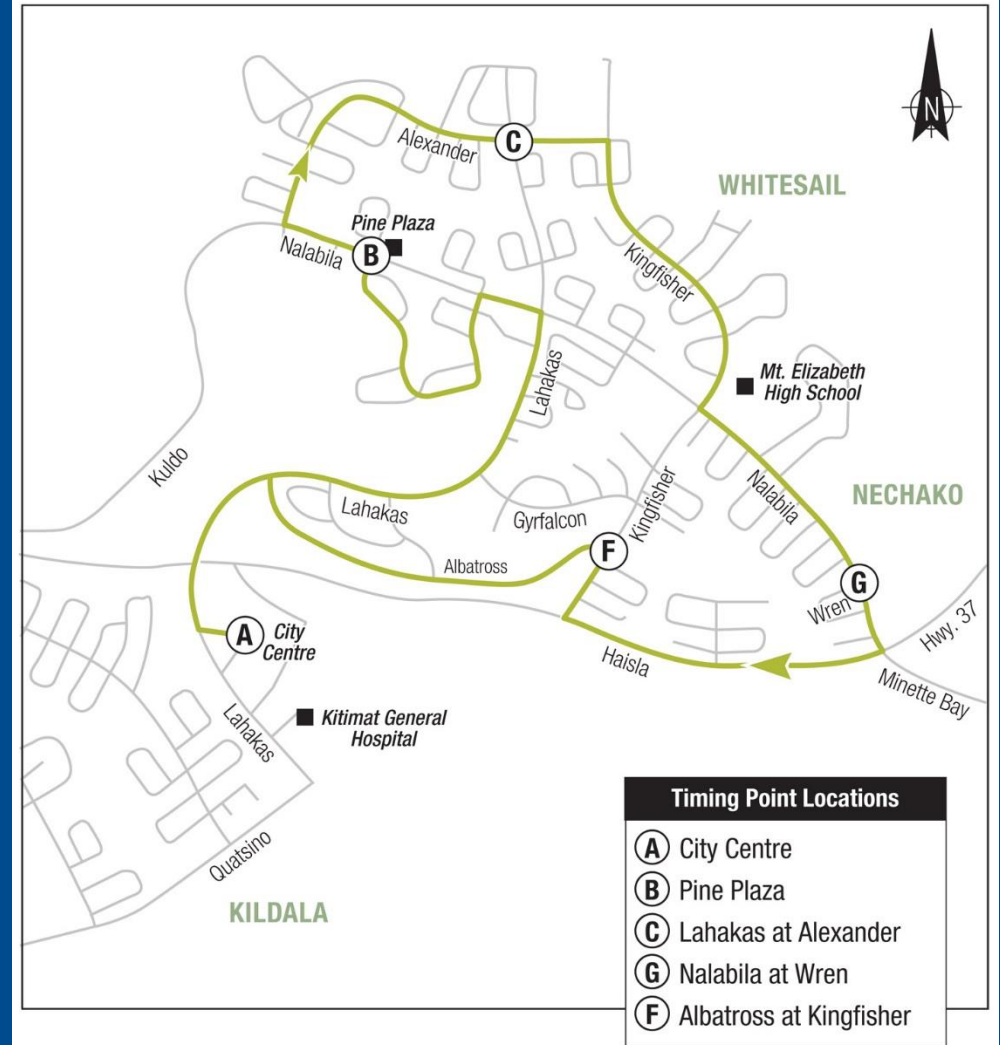 N
Alexander
C
WHITESAIL
Pine Plaza
Nalabila
B
Kingfisher
Lahakas
Mt. Elizabeth
High School
Kuldo
Nalabila
NECHAKO
Lahakas
Gyrfalcon
Kingfisher
F
Albatross
G
Wren
Hwy. 37
A
City
Centre
Haisla
Minette Bay
Lahakas
Kitimat General
Hospital
Quatsino
KILDALA
Timing Point Locations
A City Centre
B Pine Plaza
C Lahakas at Alexander
G Nalabila at Wren
F Albatross at Kingfisher